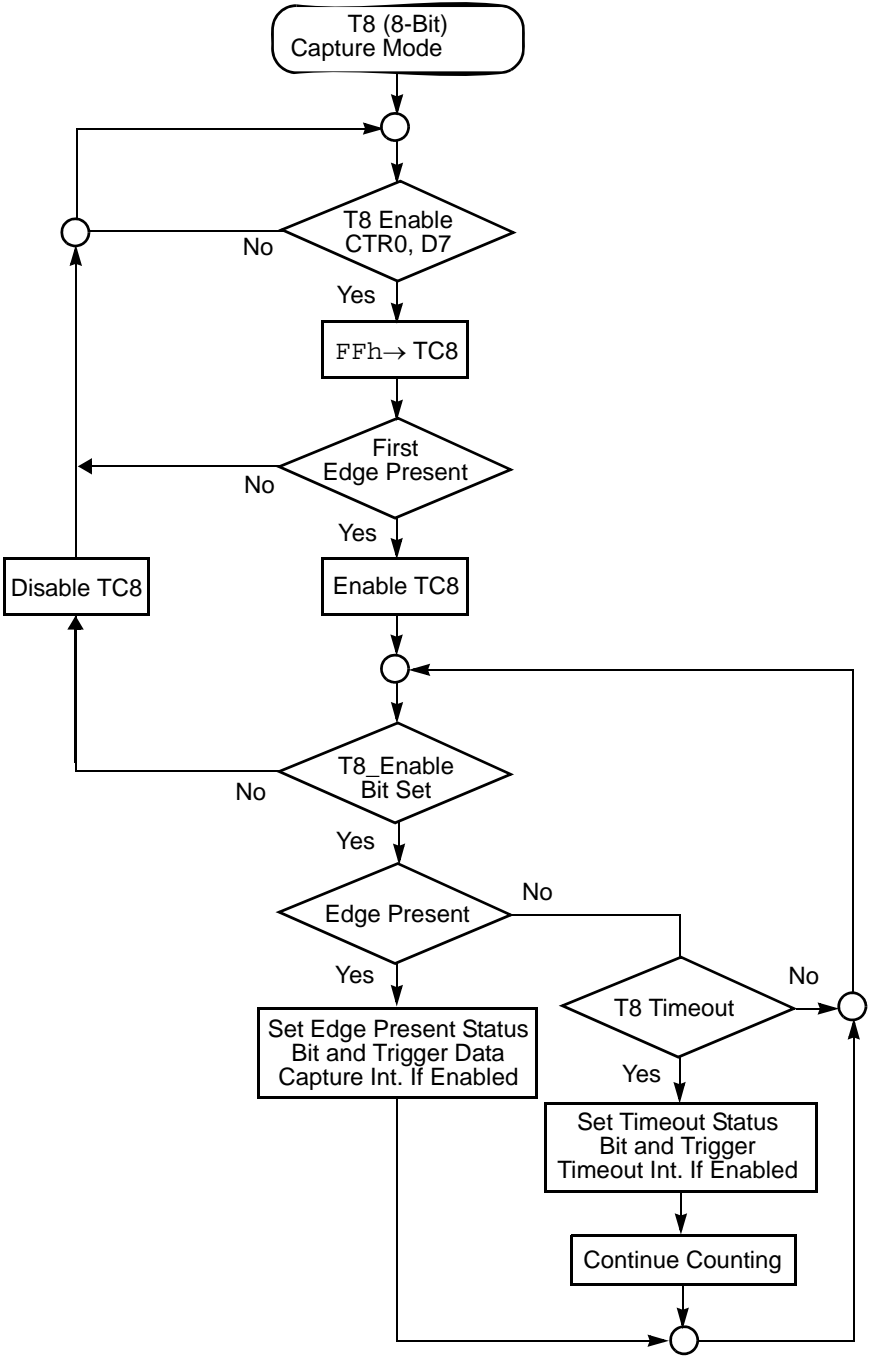 T8 (8-Bit)
Capture Mode
T8 Enable
CTR0, D7
No
Yes
FFh→ TC8
First
Edge Present
No
Yes
Disable TC8
Enable TC8
T8_Enable
Bit Set
No
Yes
Edge Present
No
Yes
T8 Timeout
No
Set Edge Present Status
Bit and Trigger Data
Capture Int. If Enabled
Yes
Set Timeout Status
Bit and Trigger
Timeout Int. If Enabled
Continue Counting